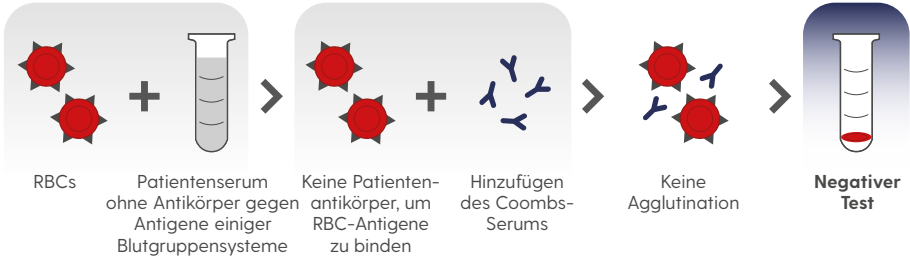 RBCs
Patientenserum
ohne Antikörper gegen
Antigene einiger
Blutgruppensysteme
Keine Patienten-
antikörper, um
RBC-Antigene
zu binden
Hinzufügen
des Coombs-
Serums
Keine
Agglutination
Negativer
Test